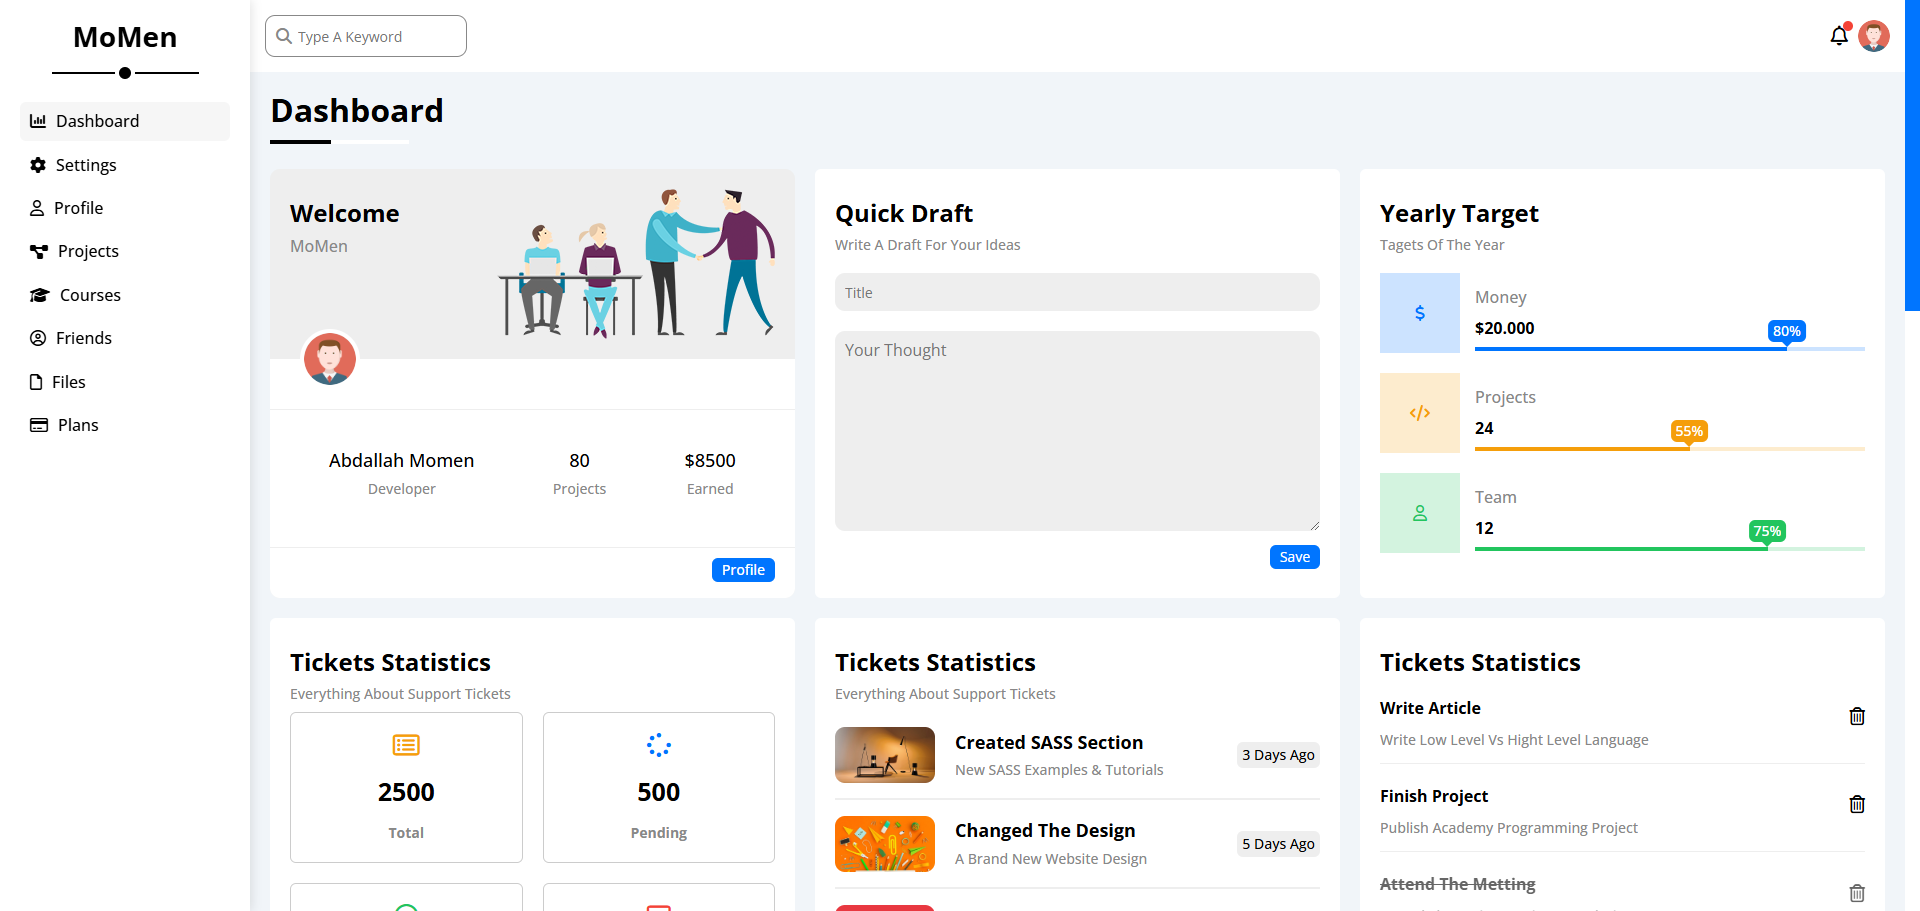 MoMen
Dashboard
Settings
Profile
Projects
Courses
Friends
Files
Plans
Type A Keyword
Dashboard
Welcome
MoMen
Abdallah Momen
Developer
80
Projects
$8500
Earned
Profile
Quick Draft
Write A Draft For Your Ideas
Title
Your Thought
Save
Yearly Target
Tagets Of The Year
Money
$20.000
80%
Projects
24
55%
Team
12
75%
Tickets Statistics
Everything About Support Tickets
2500
Total
500
Pending
Tickets Statistics
Everything About Support Tickets
Created SASS Section
New SASS Examples & Tutorials
3 Days Ago
Changed The Design
A Brand New Website Design
5 Days Ago
Tickets Statistics
Write Article
Write Low Level Vs Hight Level Language
Finish Project
Publish Academy Programming Project
Attend The Metting